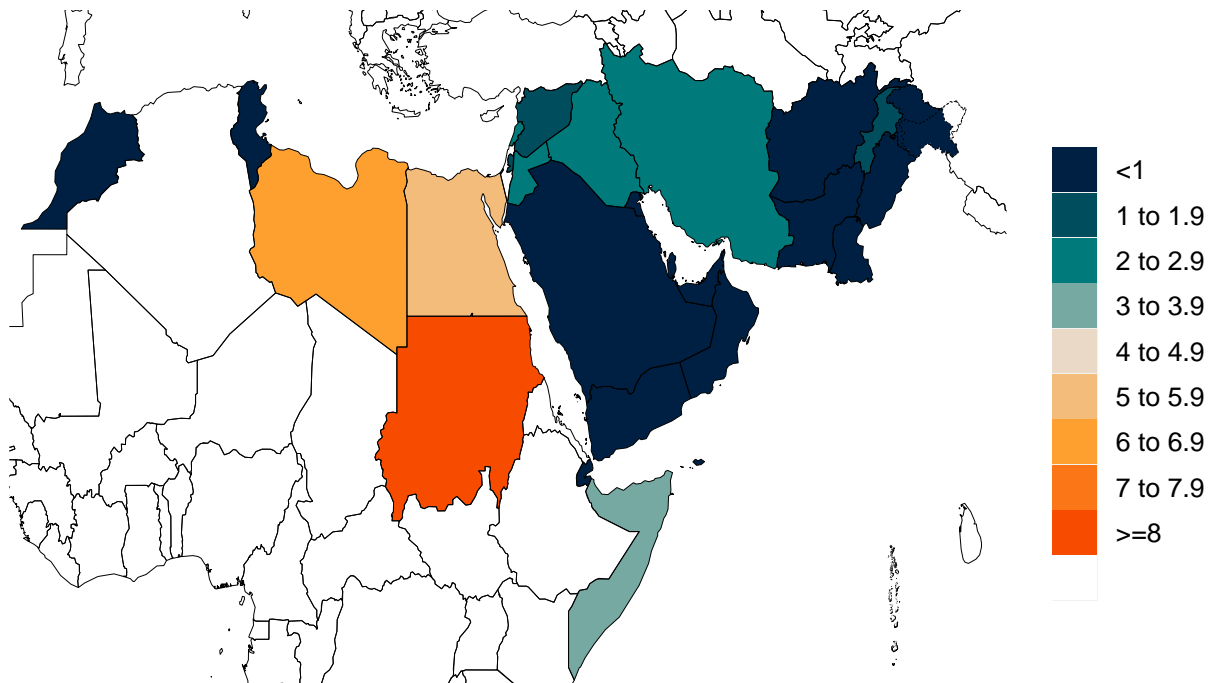 <1
1 to 1.9
2 to 2.9
3 to 3.9
4 to 4.9
5 to 5.9
6 to 6.9
7 to 7.9
>=8